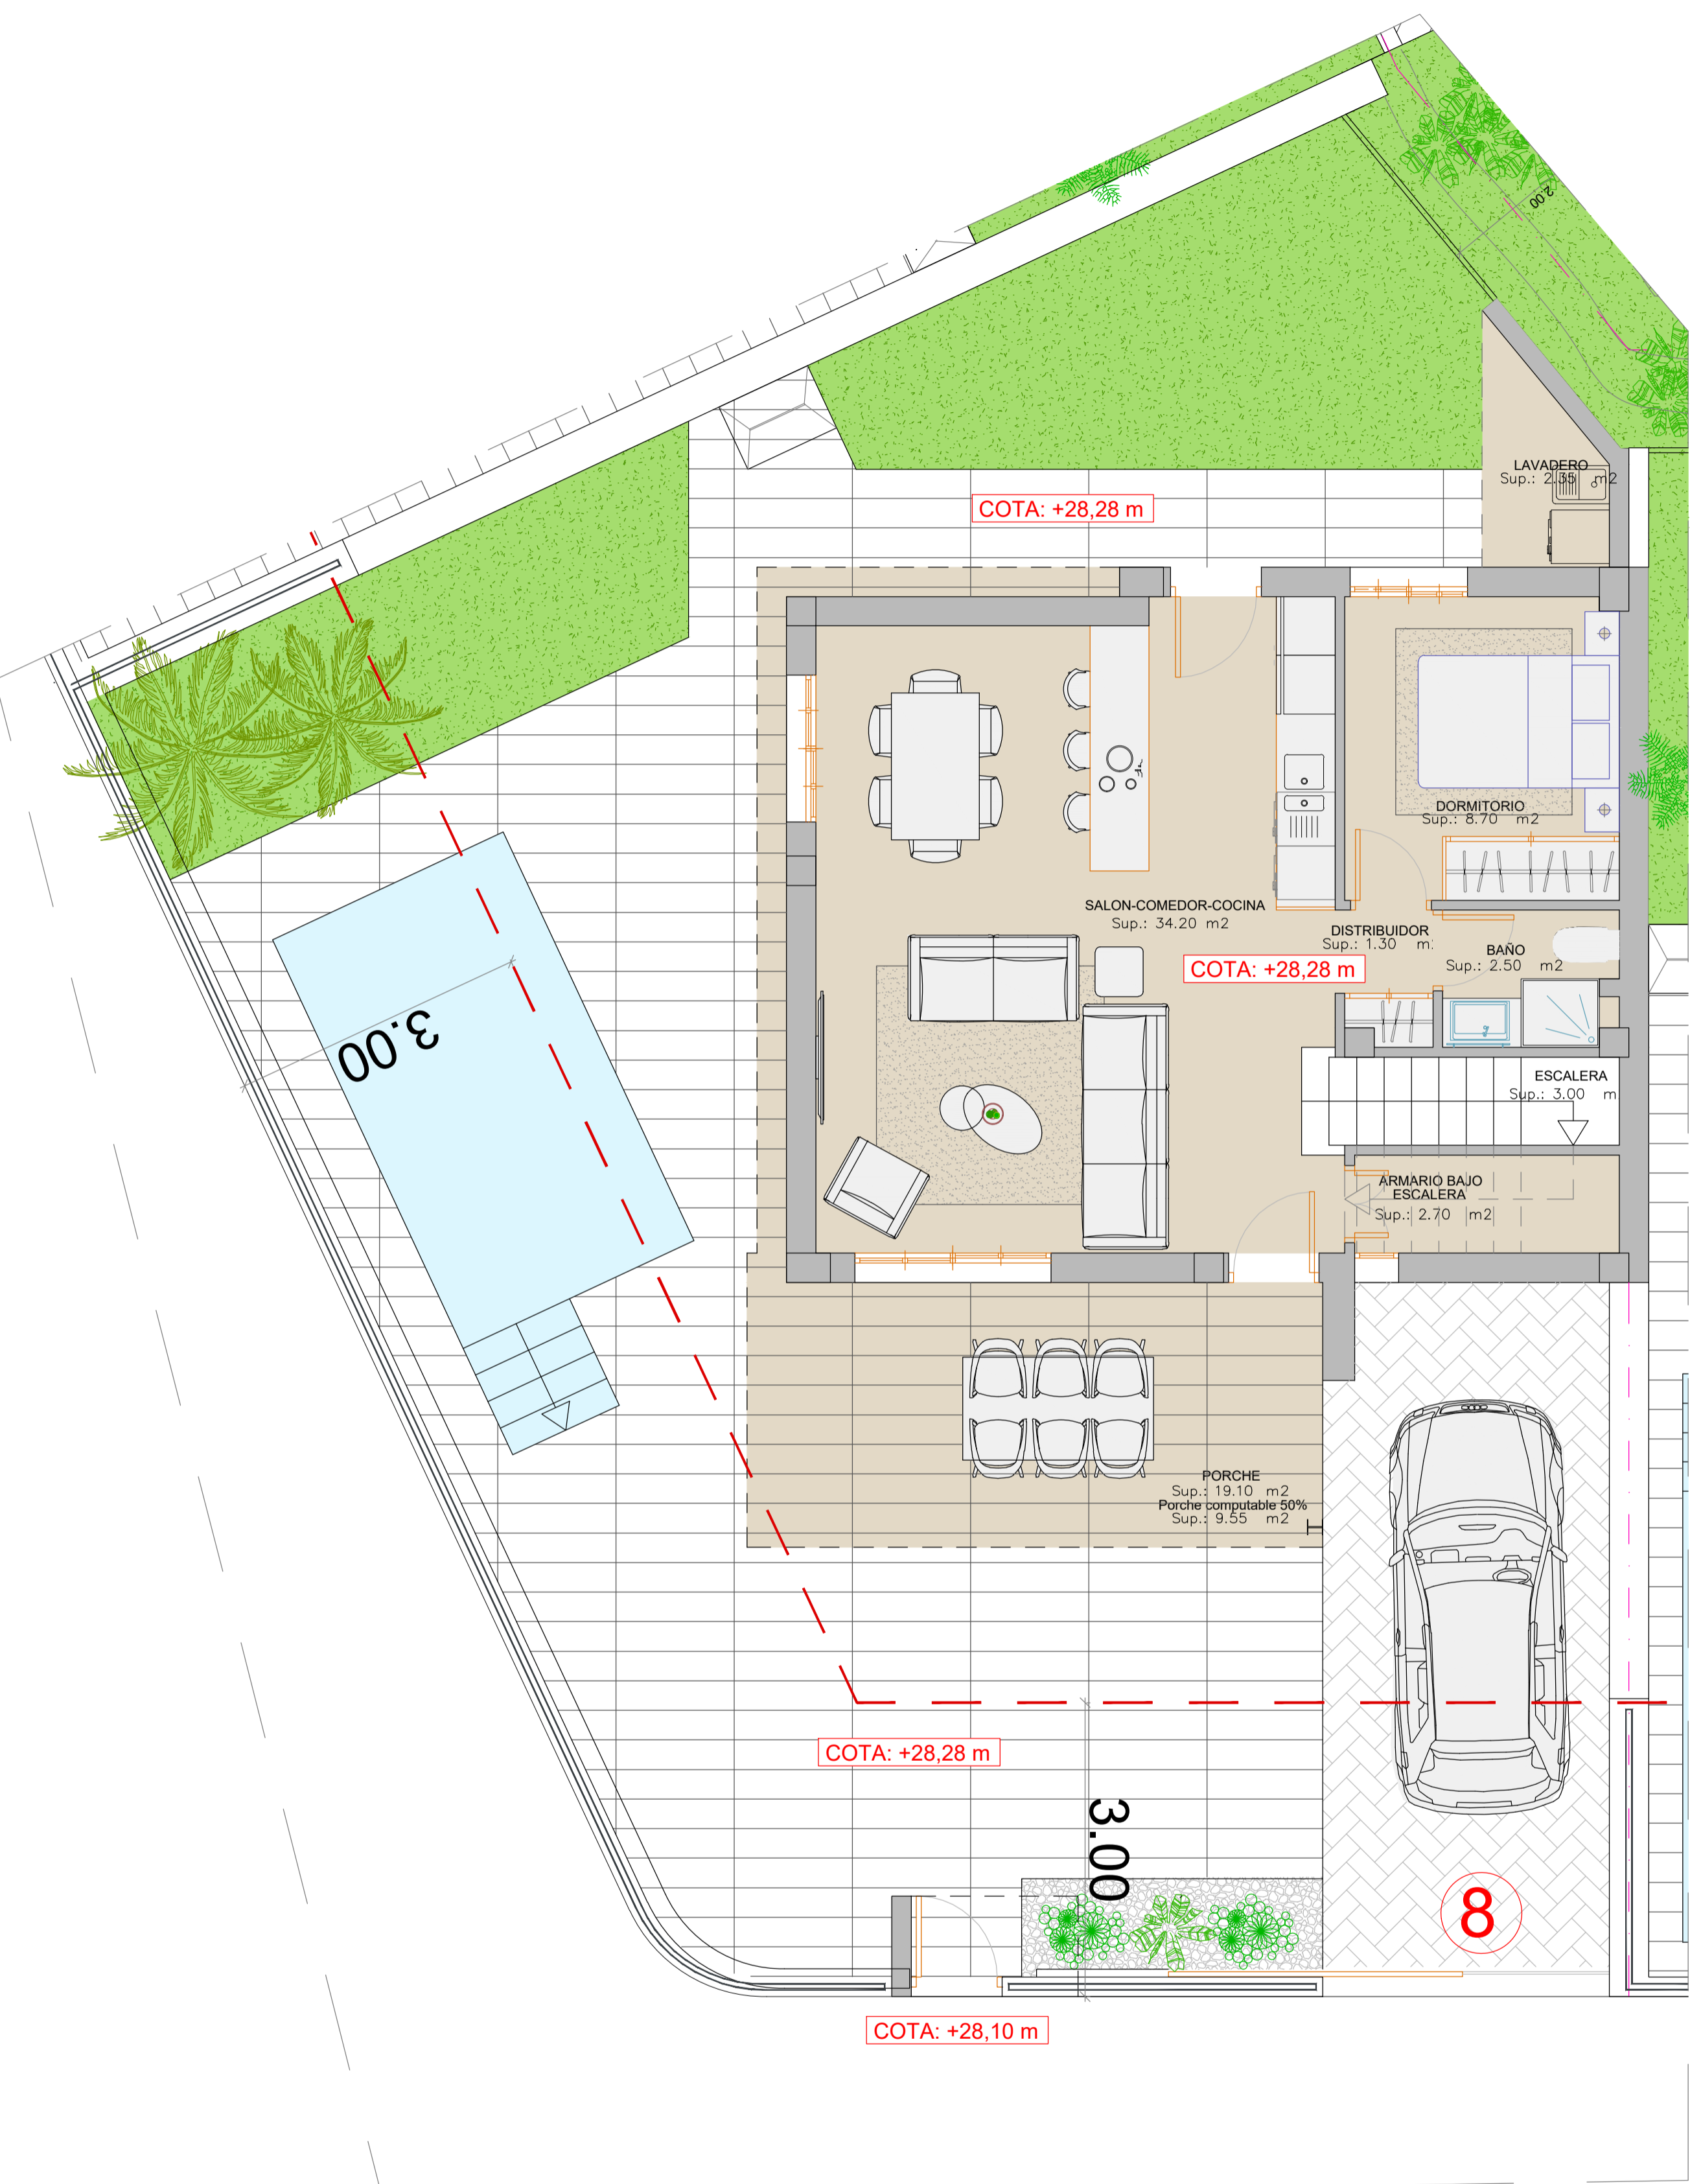 2.00
LAVADERO
Sup.: 2.35 m2
COTA: +28,28 m
DORMITORIO
Sup.: 8.70 m2
SALON-COMEDOR-COCINA
Sup.: 34.20 m2
DISTRIBUIDOR
Sup.: 1.30 m
BAÑO
Sup.: 2.50 m2
COTA: +28,28 m
3.00
ESCALERA
Sup.: 3.00 m
ARMARIO BAJO
ESCALERA
Sup.: 2.70 m2
PORCHE
Sup.: 19.10 m2
Porche computable 50%
Sup.: 9.55 m2
COTA: +28,28 m
3.00
8
COTA: +28,10 m